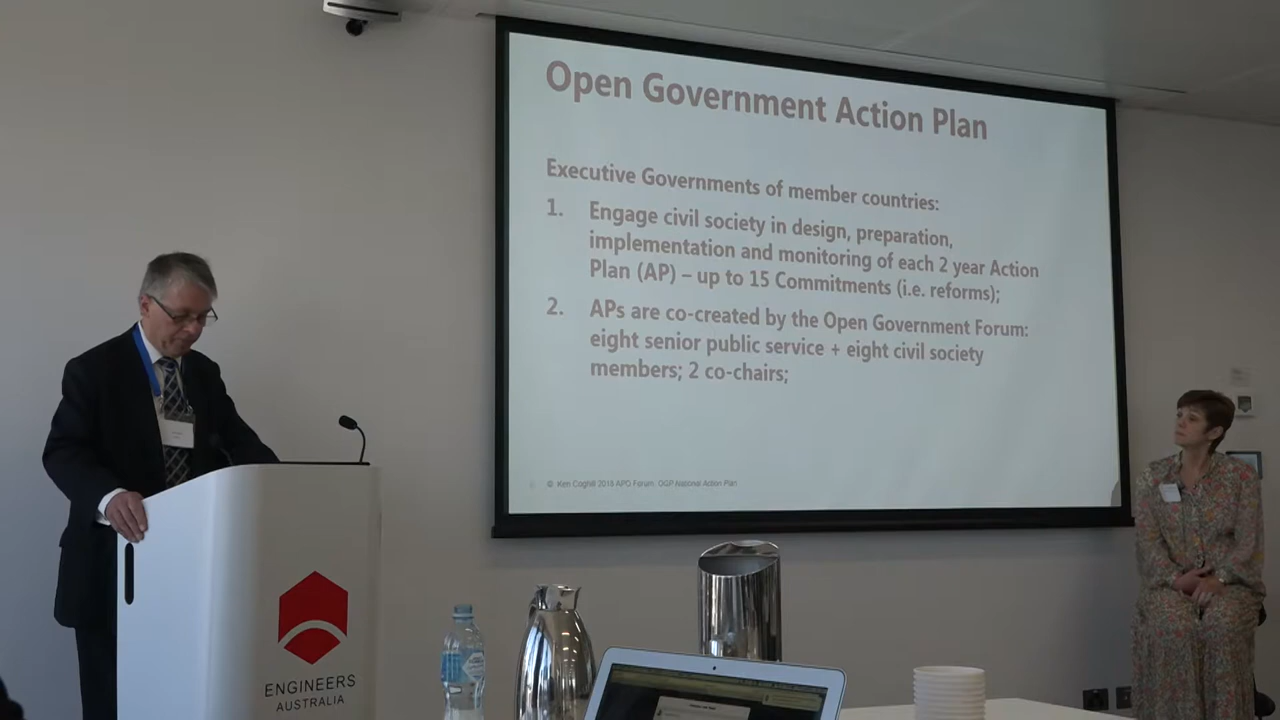 Open Government Action Plan
Executive Governments of member countries:
1. Engage civil society in design, preparation,
implementation and monitoring of each 2 year Action
Plan (AP) – up to 15 Commitments (i.e. reforms);
2. APs are co-created by the Open Government Forum:
eight senior public service + eight civil society
members; 2 co-chairs;
© Ken Coghill 2018 APO Forum. OGP National Action Plan
ENGINEERS
AUSTRALIA